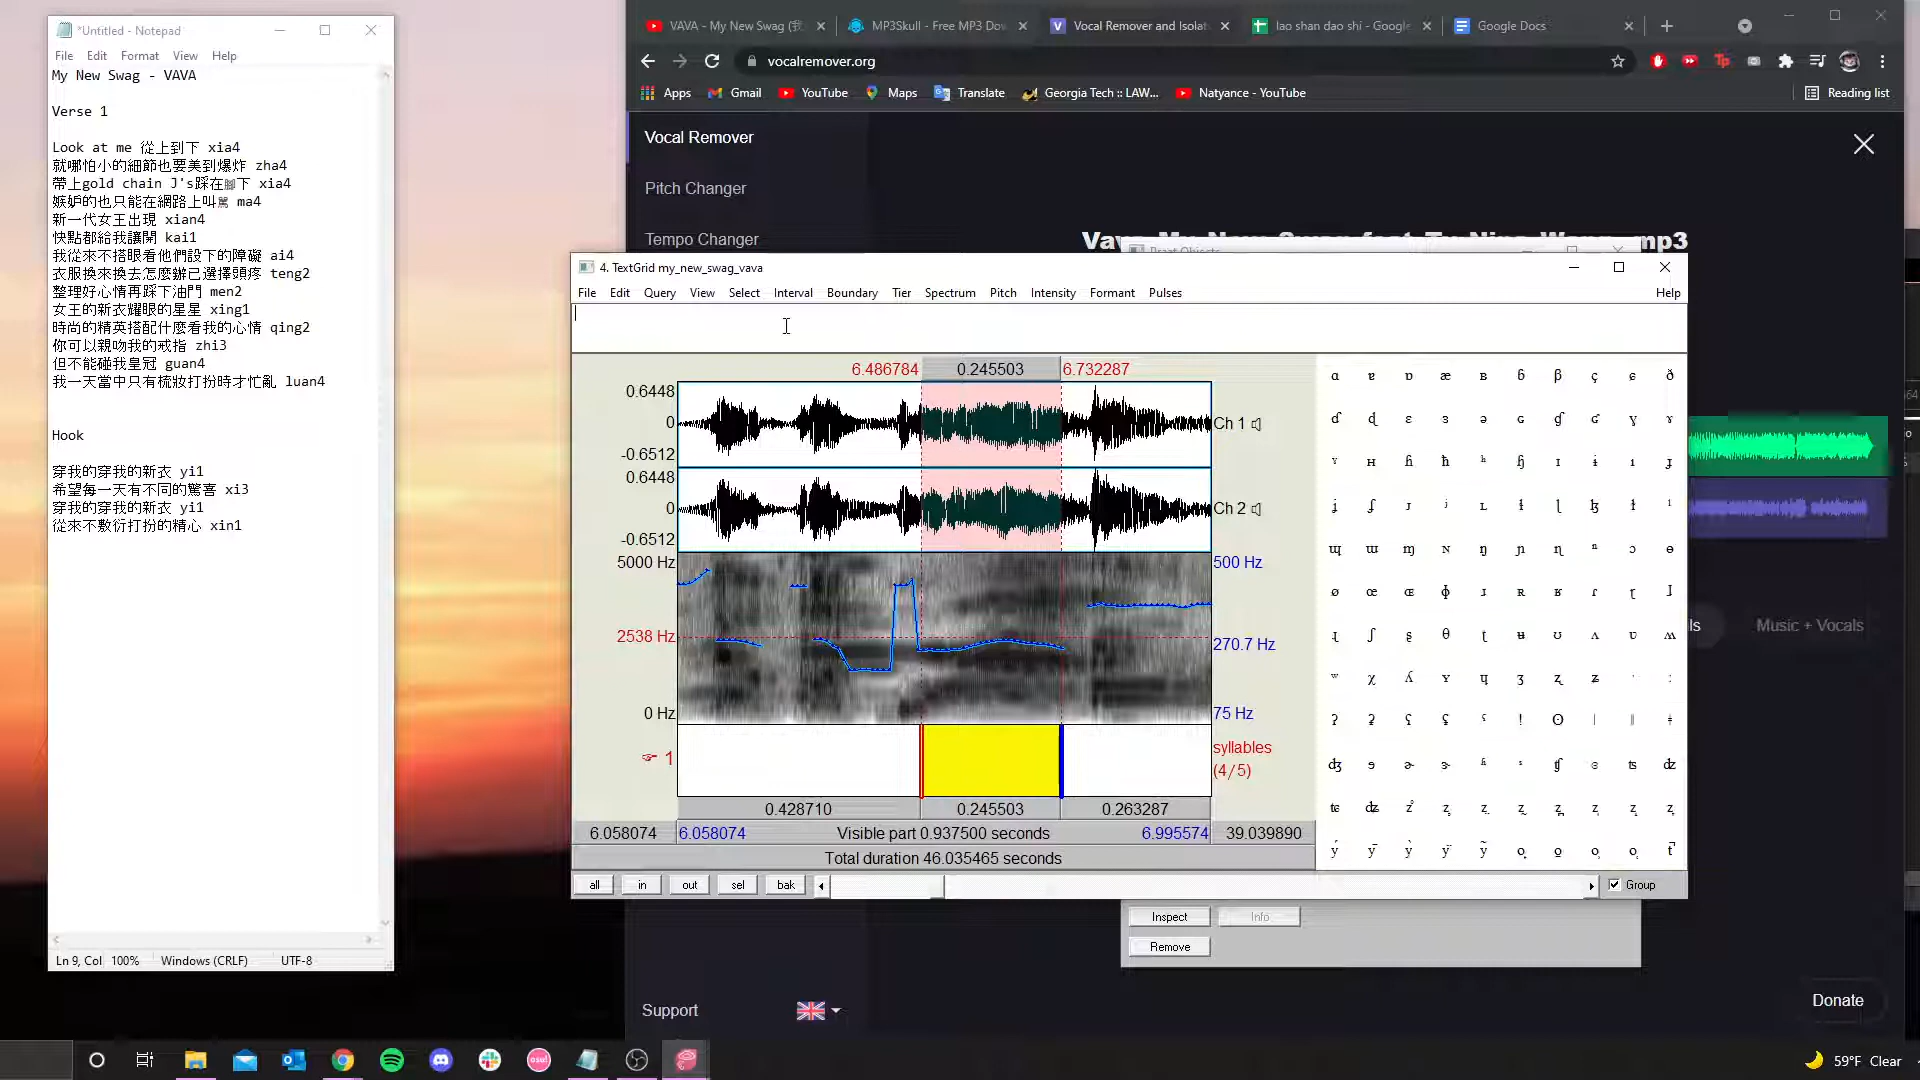 *Untitled - Notepad
File Edit Format View Help
My New Swag - VAVA
Verse 1
Look at me 從上到下 xia4
就哪怕小的細節也要美到爆炸 zha4
帶上gold chain J's踩在腳下 xia4
嫉妒的也只能在網路上叫罵 ma4
新一代女王出現 xian4
快點都給我讓開 kai1
我從來不搭眼看他們設下的障礙 ai4
衣服換來換去怎麼辦已選擇頭疼 teng2
整理好心情再踩下油門 men2
女王的新衣耀眼的星星 xing1
時尚的精英搭配什麼看我的心情 qing2
你可以親吻我的戒指 zhi3
但不能碰我皇冠 guan4
我一天當中只有梳妝打扮時才忙亂 luan4
Hook
穿我的穿我的新衣 yi1
希望每一天有不同的驚喜 xi3
穿我的穿我的新衣 yi1
從來不敷衍打扮的精心 xin1
Ln 9, Col 100% Windows (CRLF) UTF-8
VAVA - My New Swag (我
MP3Skull - Free MP3 Dow
Vocal Remover and Isolat
lao shan dao shi - Google
Google Docs
vocalremover.org
Apps Gmail YouTube Maps Translate Georgia Tech :: LAW... Natyance - YouTube Reading list
Vocal Remover
Pitch Changer
Tempo Changer
Praat Objects
4. TextGrid my_new_swag_vava
File Edit Query View Select Interval Boundary Tier Spectrum Pitch Intensity Formant Pulses Help
6.486784 0.245503 6.732287
0.6448
0
-0.6512
Ch 1
0.6448
0
-0.6512
Ch 2
5000 Hz 500 Hz
2538 Hz 270.7 Hz
0 Hz 75 Hz
1
syllables
(4/5)
0.428710 0.245503 0.263287
6.058074 6.058074 Visible part 0.937500 seconds 6.995574 39.039890
Total duration 46.035465 seconds
all in out sel bak Group
Music + Vocals
Inspect Info
Remove
Support
Donate
osu!
59°F Clear